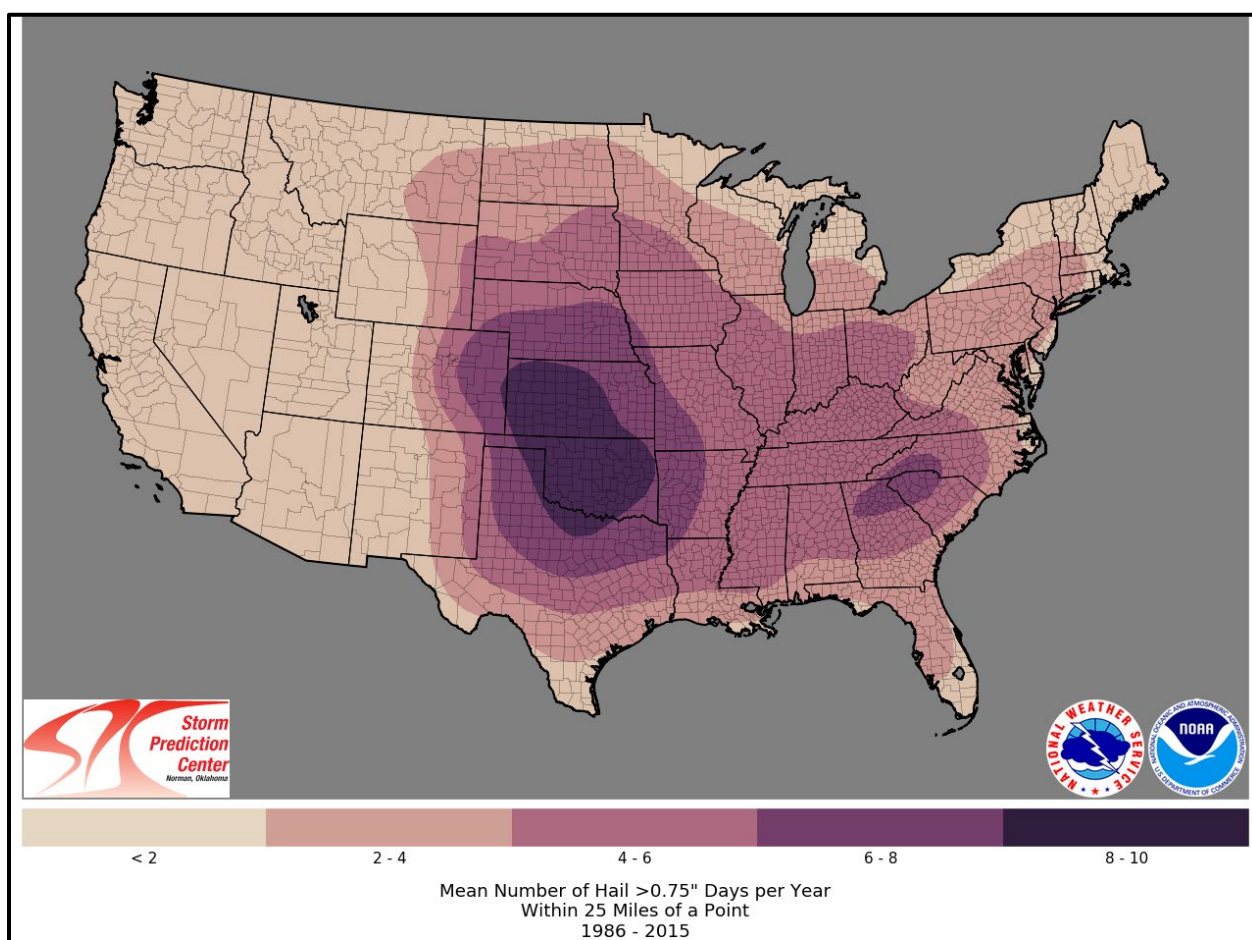 Storm
Prediction
Center
Norman, Oklahoma
NATIONAL WEATHER SERVICE
NATIONAL OCEANIC AND ATMOSPHERIC ADMINISTRATION
NOAA
U.S. DEPARTMENT OF COMMERCE
< 2
2 - 4
4 - 6
6 - 8
8 - 10
Mean Number of Hail >0.75" Days per Year
Within 25 Miles of a Point
1986 - 2015